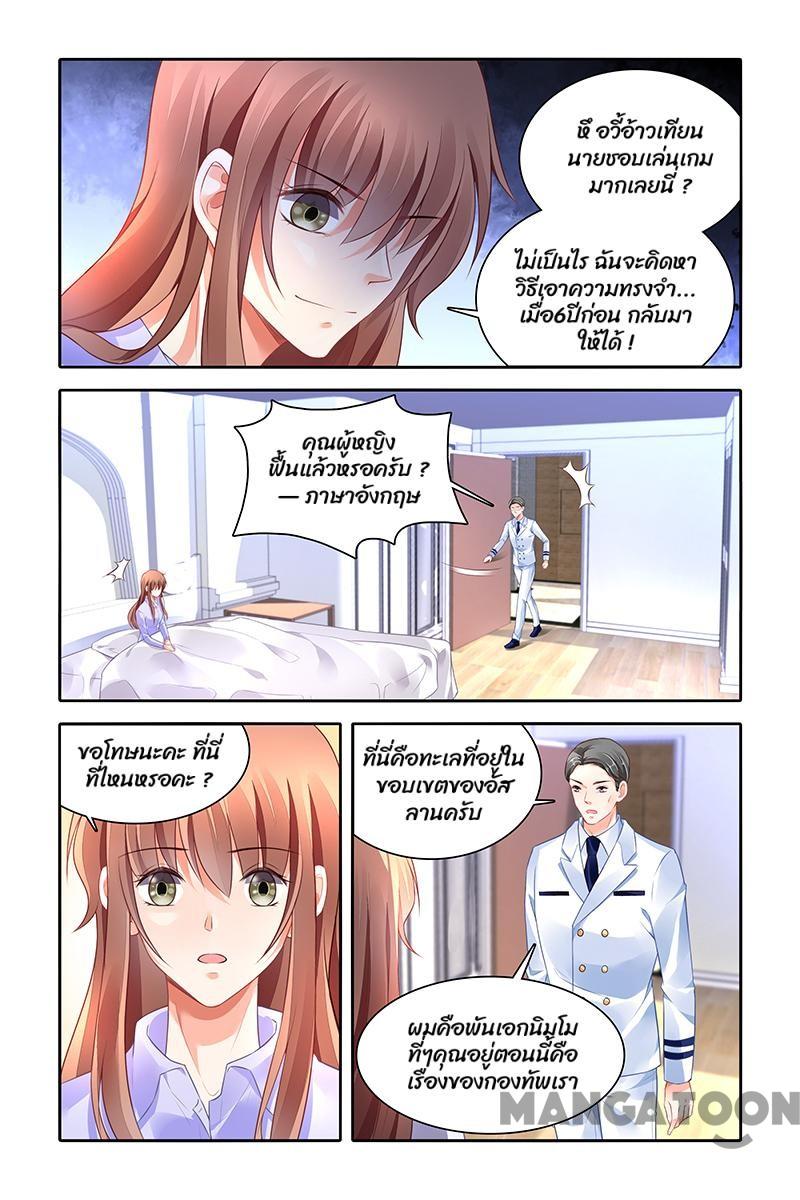 หึ อวี้อ้าวเทียน
นายชอบเล่นเกม
มากเลยนี่ ?
ไม่เป็นไร ฉันจะคิดหา
วิธีเอาความทรงจำ...
เมื่อ6ปีก่อน กลับมา
ให้ได้ !
คุณผู้หญิง
ฟื้นแล้วหรอครับ ?
— ภาษาอังกฤษ
ขอโทษนะคะ ที่นี่
ที่ไหนหรอคะ ?
ที่นี่คือทะเลที่อยู่ใน
ขอบเขตของอัส
ลานครับ
ผมคือพันเอกนิมโม
ที่ๆคุณอยู่ตอนนี้คือ
เรื่องของกองทัพเรา
MANGATOON